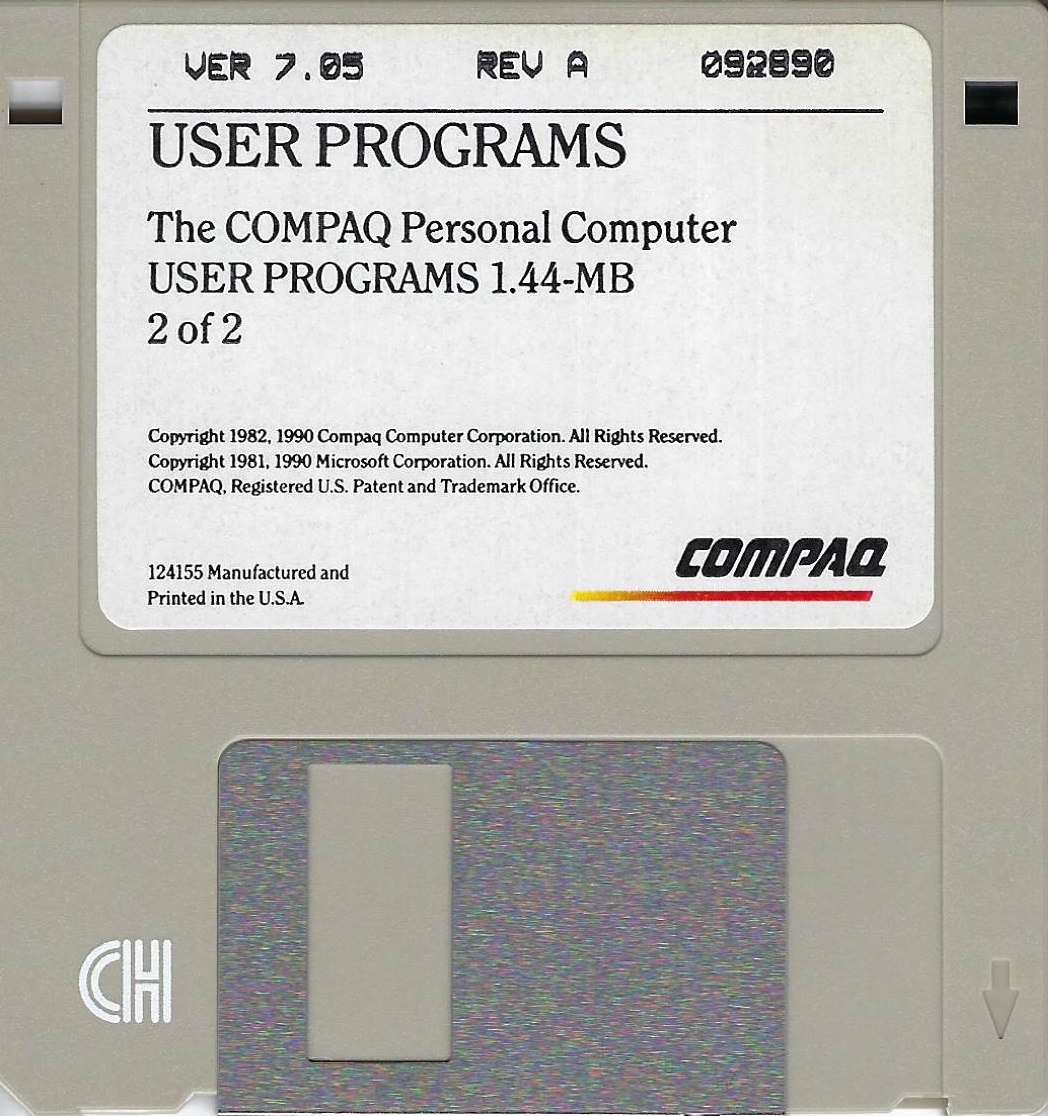 VER 7.05 REV A 092890
USER PROGRAMS
The COMPAQ Personal Computer
USER PROGRAMS 1.44-MB
2 of 2
Copyright 1982, 1990 Compaq Computer Corporation. All Rights Reserved.
Copyright 1981, 1990 Microsoft Corporation. All Rights Reserved.
COMPAQ, Registered U.S. Patent and Trademark Office.
124155 Manufactured and
Printed in the U.S.A.
COMPAQ
CH